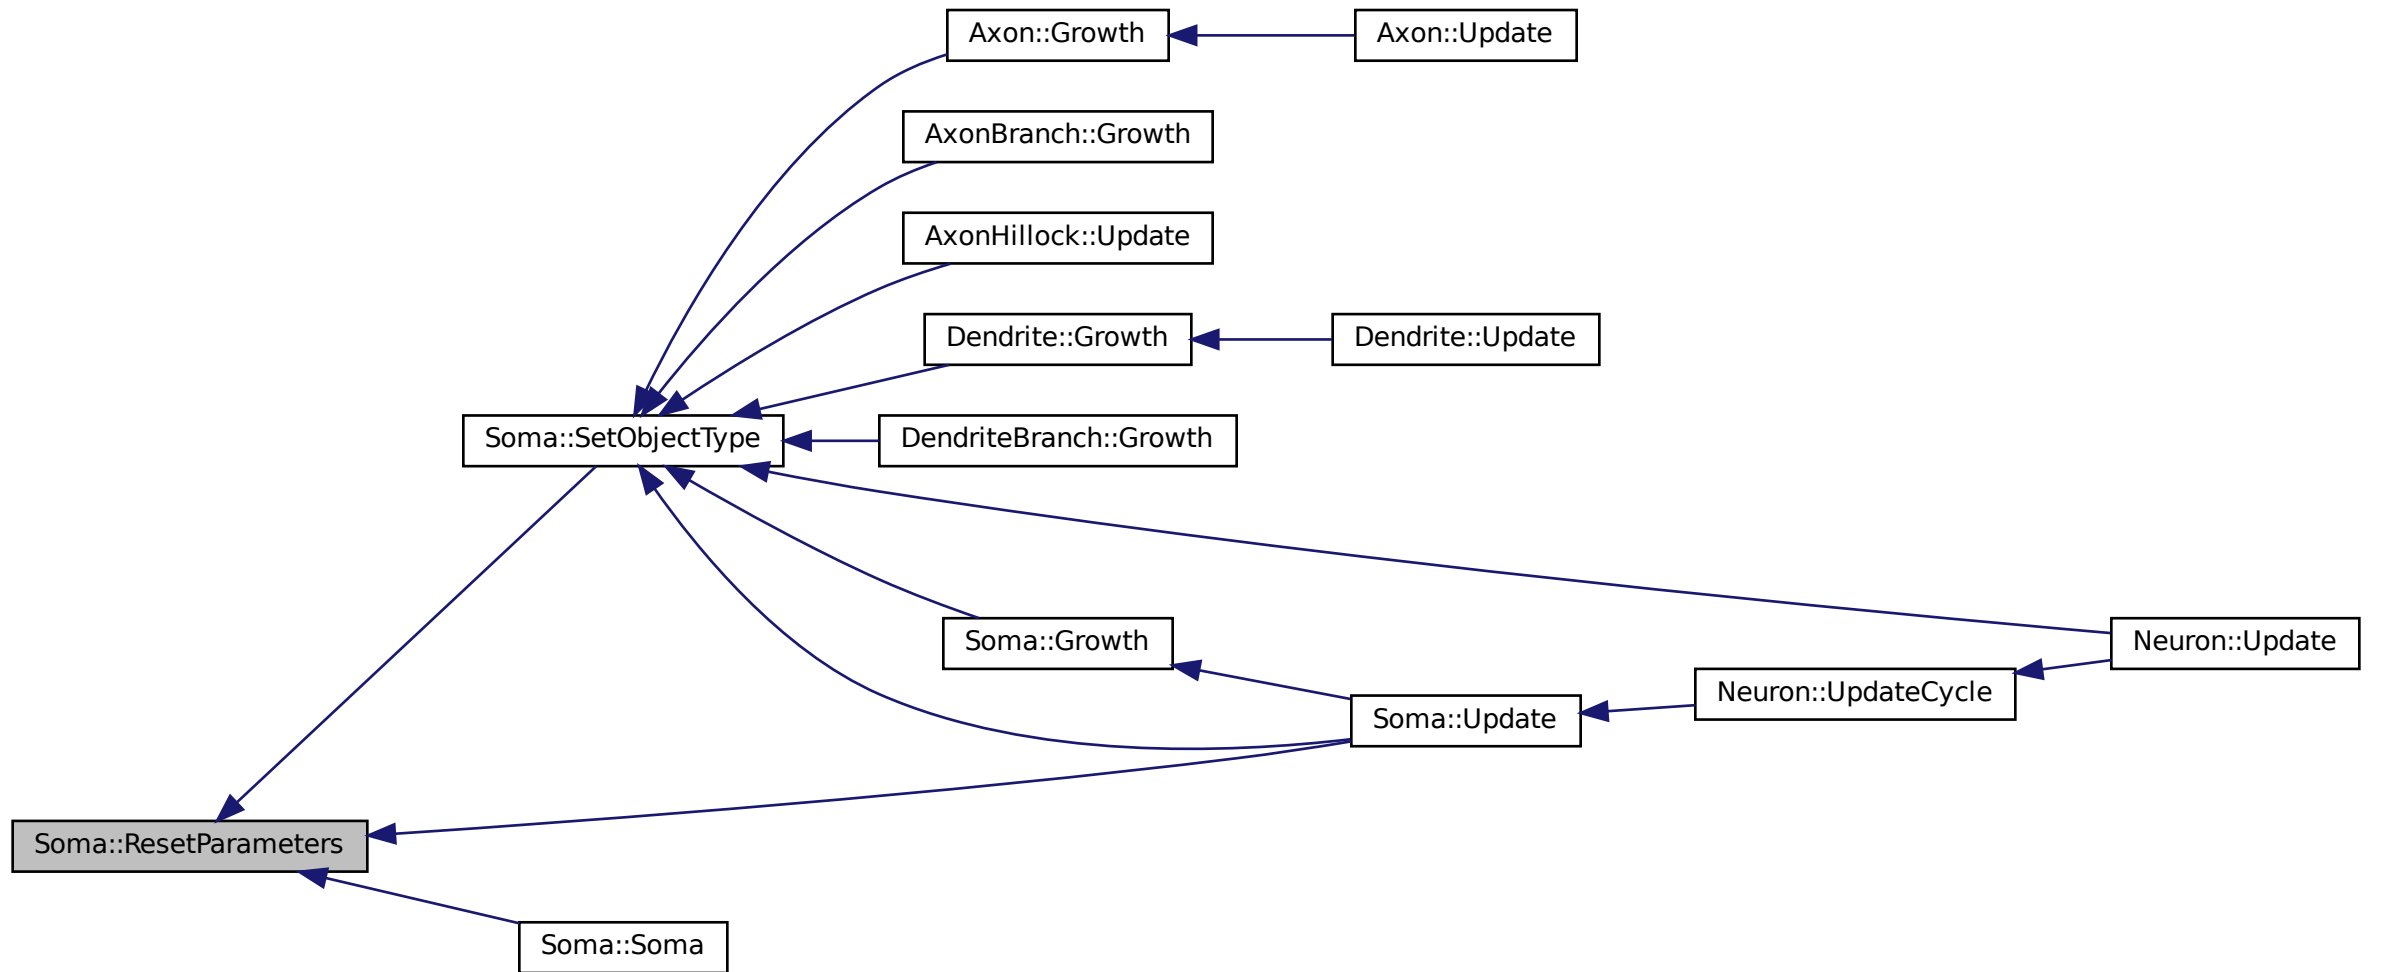 Axon::Growth
Axon::Update
AxonBranch::Growth
AxonHillock::Update
Dendrite::Growth
Dendrite::Update
Soma::SetObjectType
DendriteBranch::Growth
Soma::Growth
Neuron::Update
Neuron::UpdateCycle
Soma::Update
Soma::ResetParameters
Soma::Soma